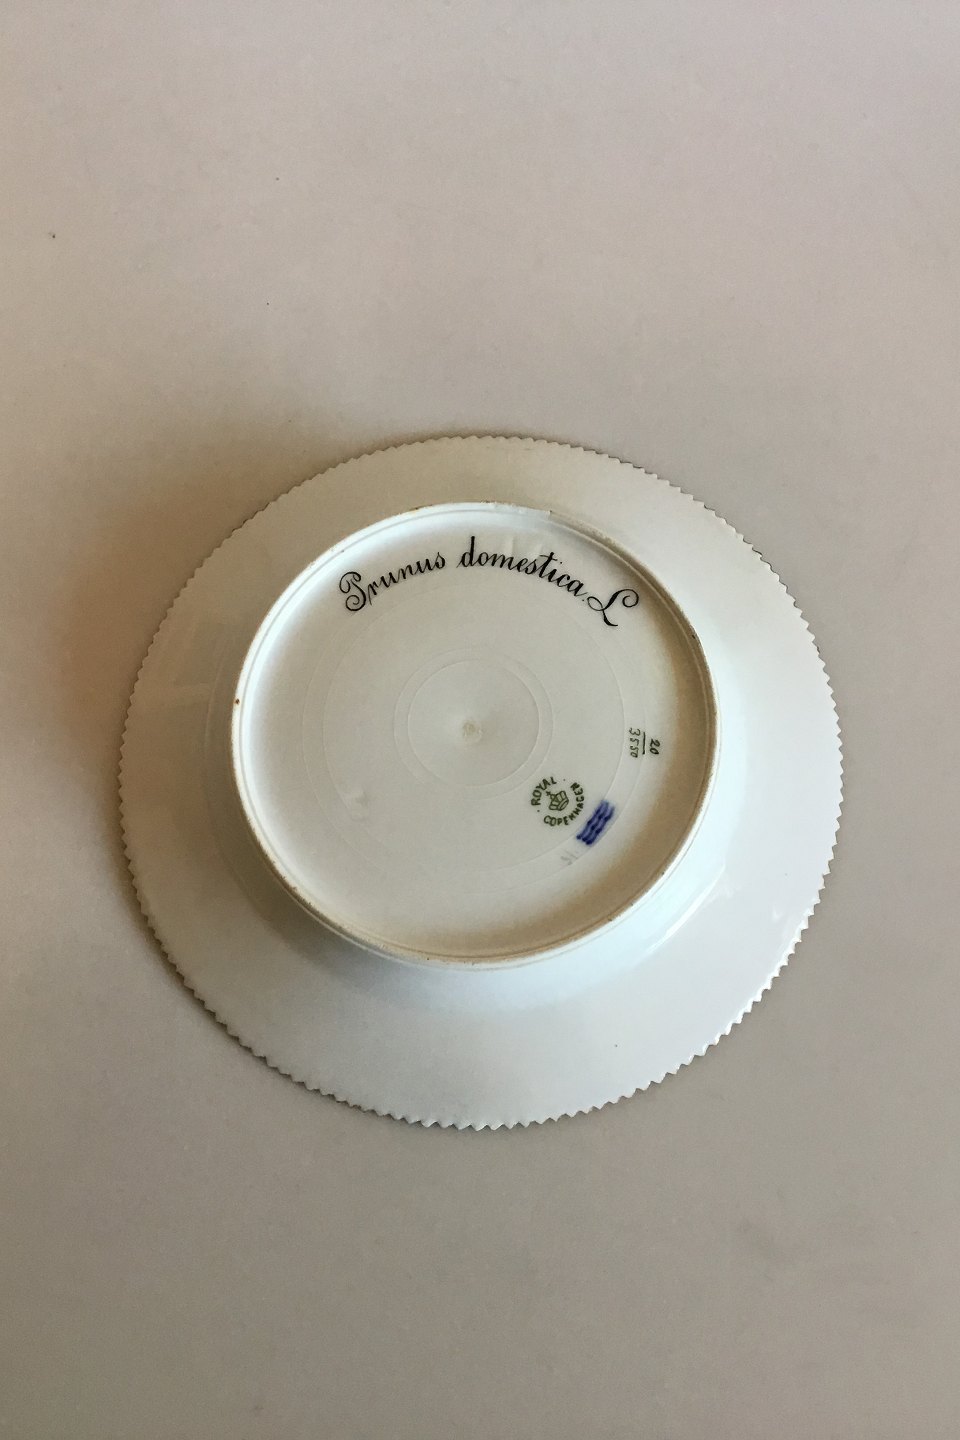 Prunus domestica. L
20
3550
ROYAL
COPENHAGEN